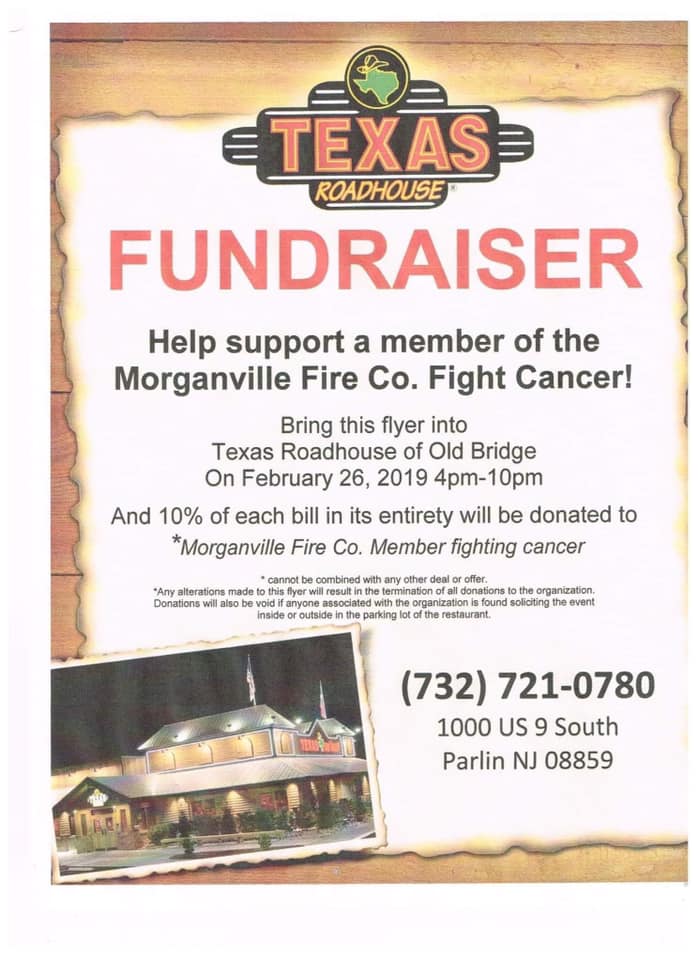 TEXAS
ROADHOUSE®
FUNDRAISER
Help support a member of the
Morganville Fire Co. Fight Cancer!
Bring this flyer into
Texas Roadhouse of Old Bridge
On February 26, 2019 4pm-10pm
And 10% of each bill in its entirety will be donated to
*Morganville Fire Co. Member fighting cancer
* cannot be combined with any other deal or offer.
*Any alterations made to this flyer will result in the termination of all donations to the organization.
Donations will also be void if anyone associated with the organization is found soliciting the event
inside or outside in the parking lot of the restaurant.
TEXAS
(732) 721-0780
1000 US 9 South
Parlin NJ 08859